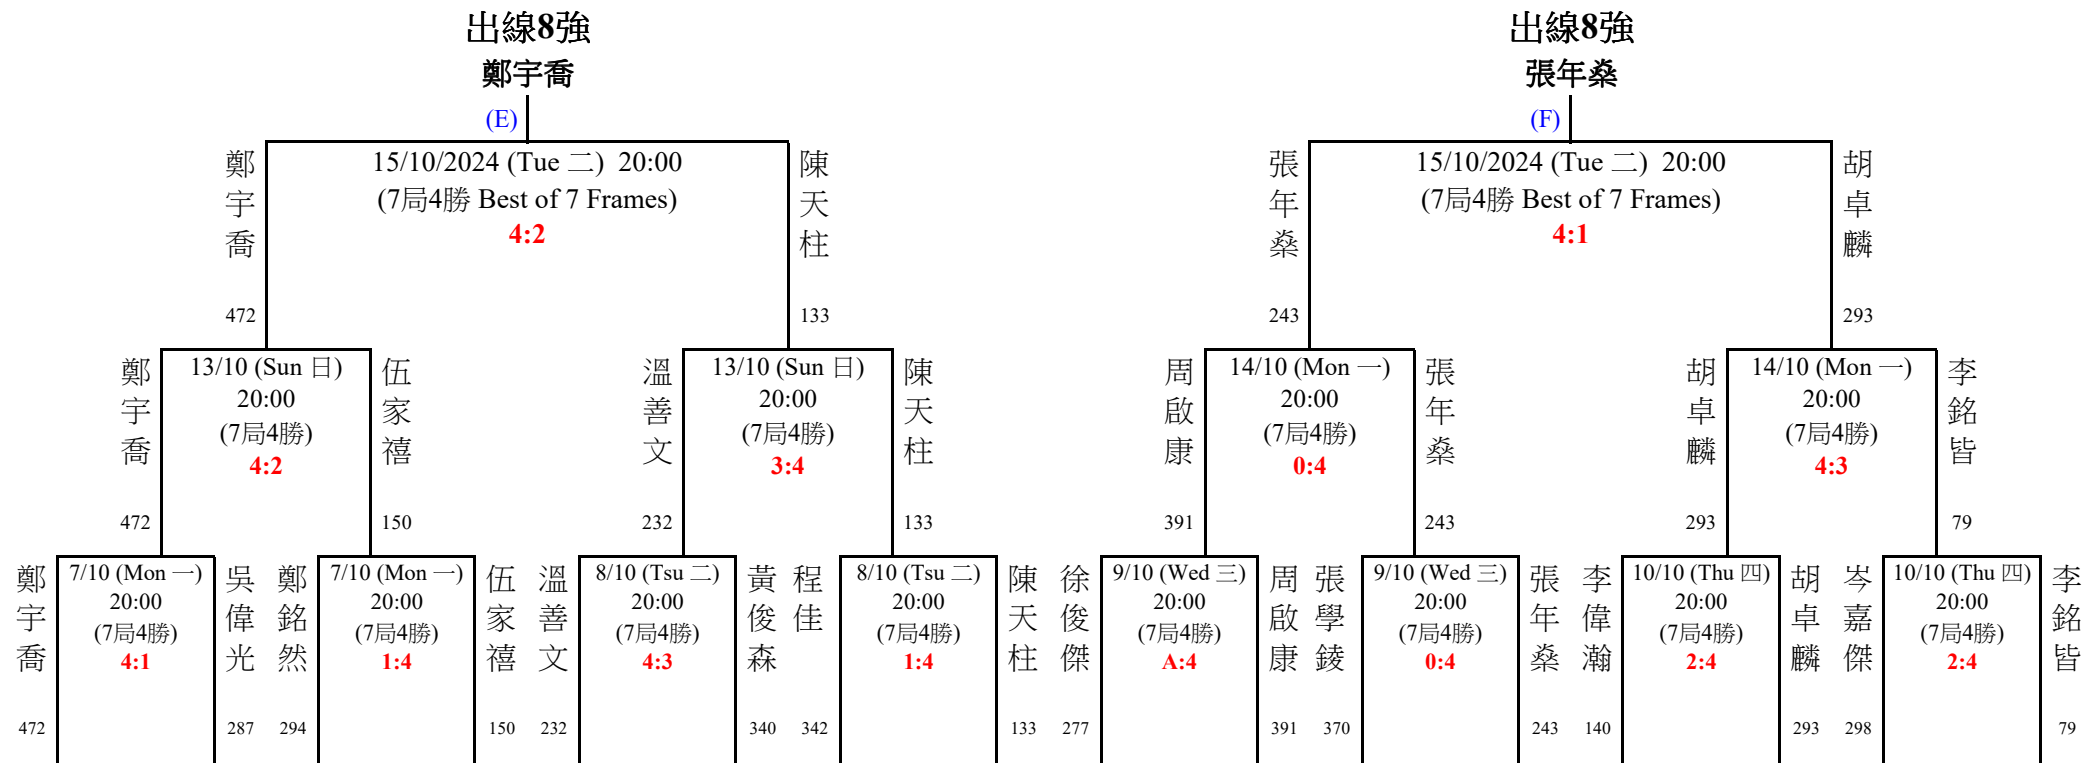 出線8強
鄭宇喬
(E)
鄭宇喬
15/10/2024 (Tue 二) 20:00
(7局4勝 Best of 7 Frames)
4:2
陳天柱
472
133
出線8強
張年燊
(F)
張年燊
15/10/2024 (Tue 二) 20:00
(7局4勝 Best of 7 Frames)
4:1
胡卓麟
243
293
鄭宇喬
13/10 (Sun 日)
20:00
(7局4勝)
4:2
伍家禧
472
150
溫善文
13/10 (Sun 日)
20:00
(7局4勝)
3:4
陳天柱
232
133
周啟康
14/10 (Mon 一)
20:00
(7局4勝)
0:4
張年燊
391
243
胡卓麟
14/10 (Mon 一)
20:00
(7局4勝)
4:3
李銘皆
293
79
鄭宇喬
7/10 (Mon 一)
20:00
(7局4勝)
4:1
吳偉光
472
287
鄭銘然
7/10 (Mon 一)
20:00
(7局4勝)
1:4
伍家禧
294
150
溫善文
8/10 (Tsu 二)
20:00
(7局4勝)
4:3
黃俊森
232
340
程佳
8/10 (Tsu 二)
20:00
(7局4勝)
1:4
陳天柱
342
133
徐俊傑
9/10 (Wed 三)
20:00
(7局4勝)
A:4
周啟康
277
391
張學錂
9/10 (Wed 三)
20:00
(7局4勝)
0:4
張年燊
370
243
李偉瀚
10/10 (Thu 四)
20:00
(7局4勝)
2:4
胡卓麟
140
293
岑嘉傑
10/10 (Thu 四)
20:00
(7局4勝)
2:4
李銘皆
298
79